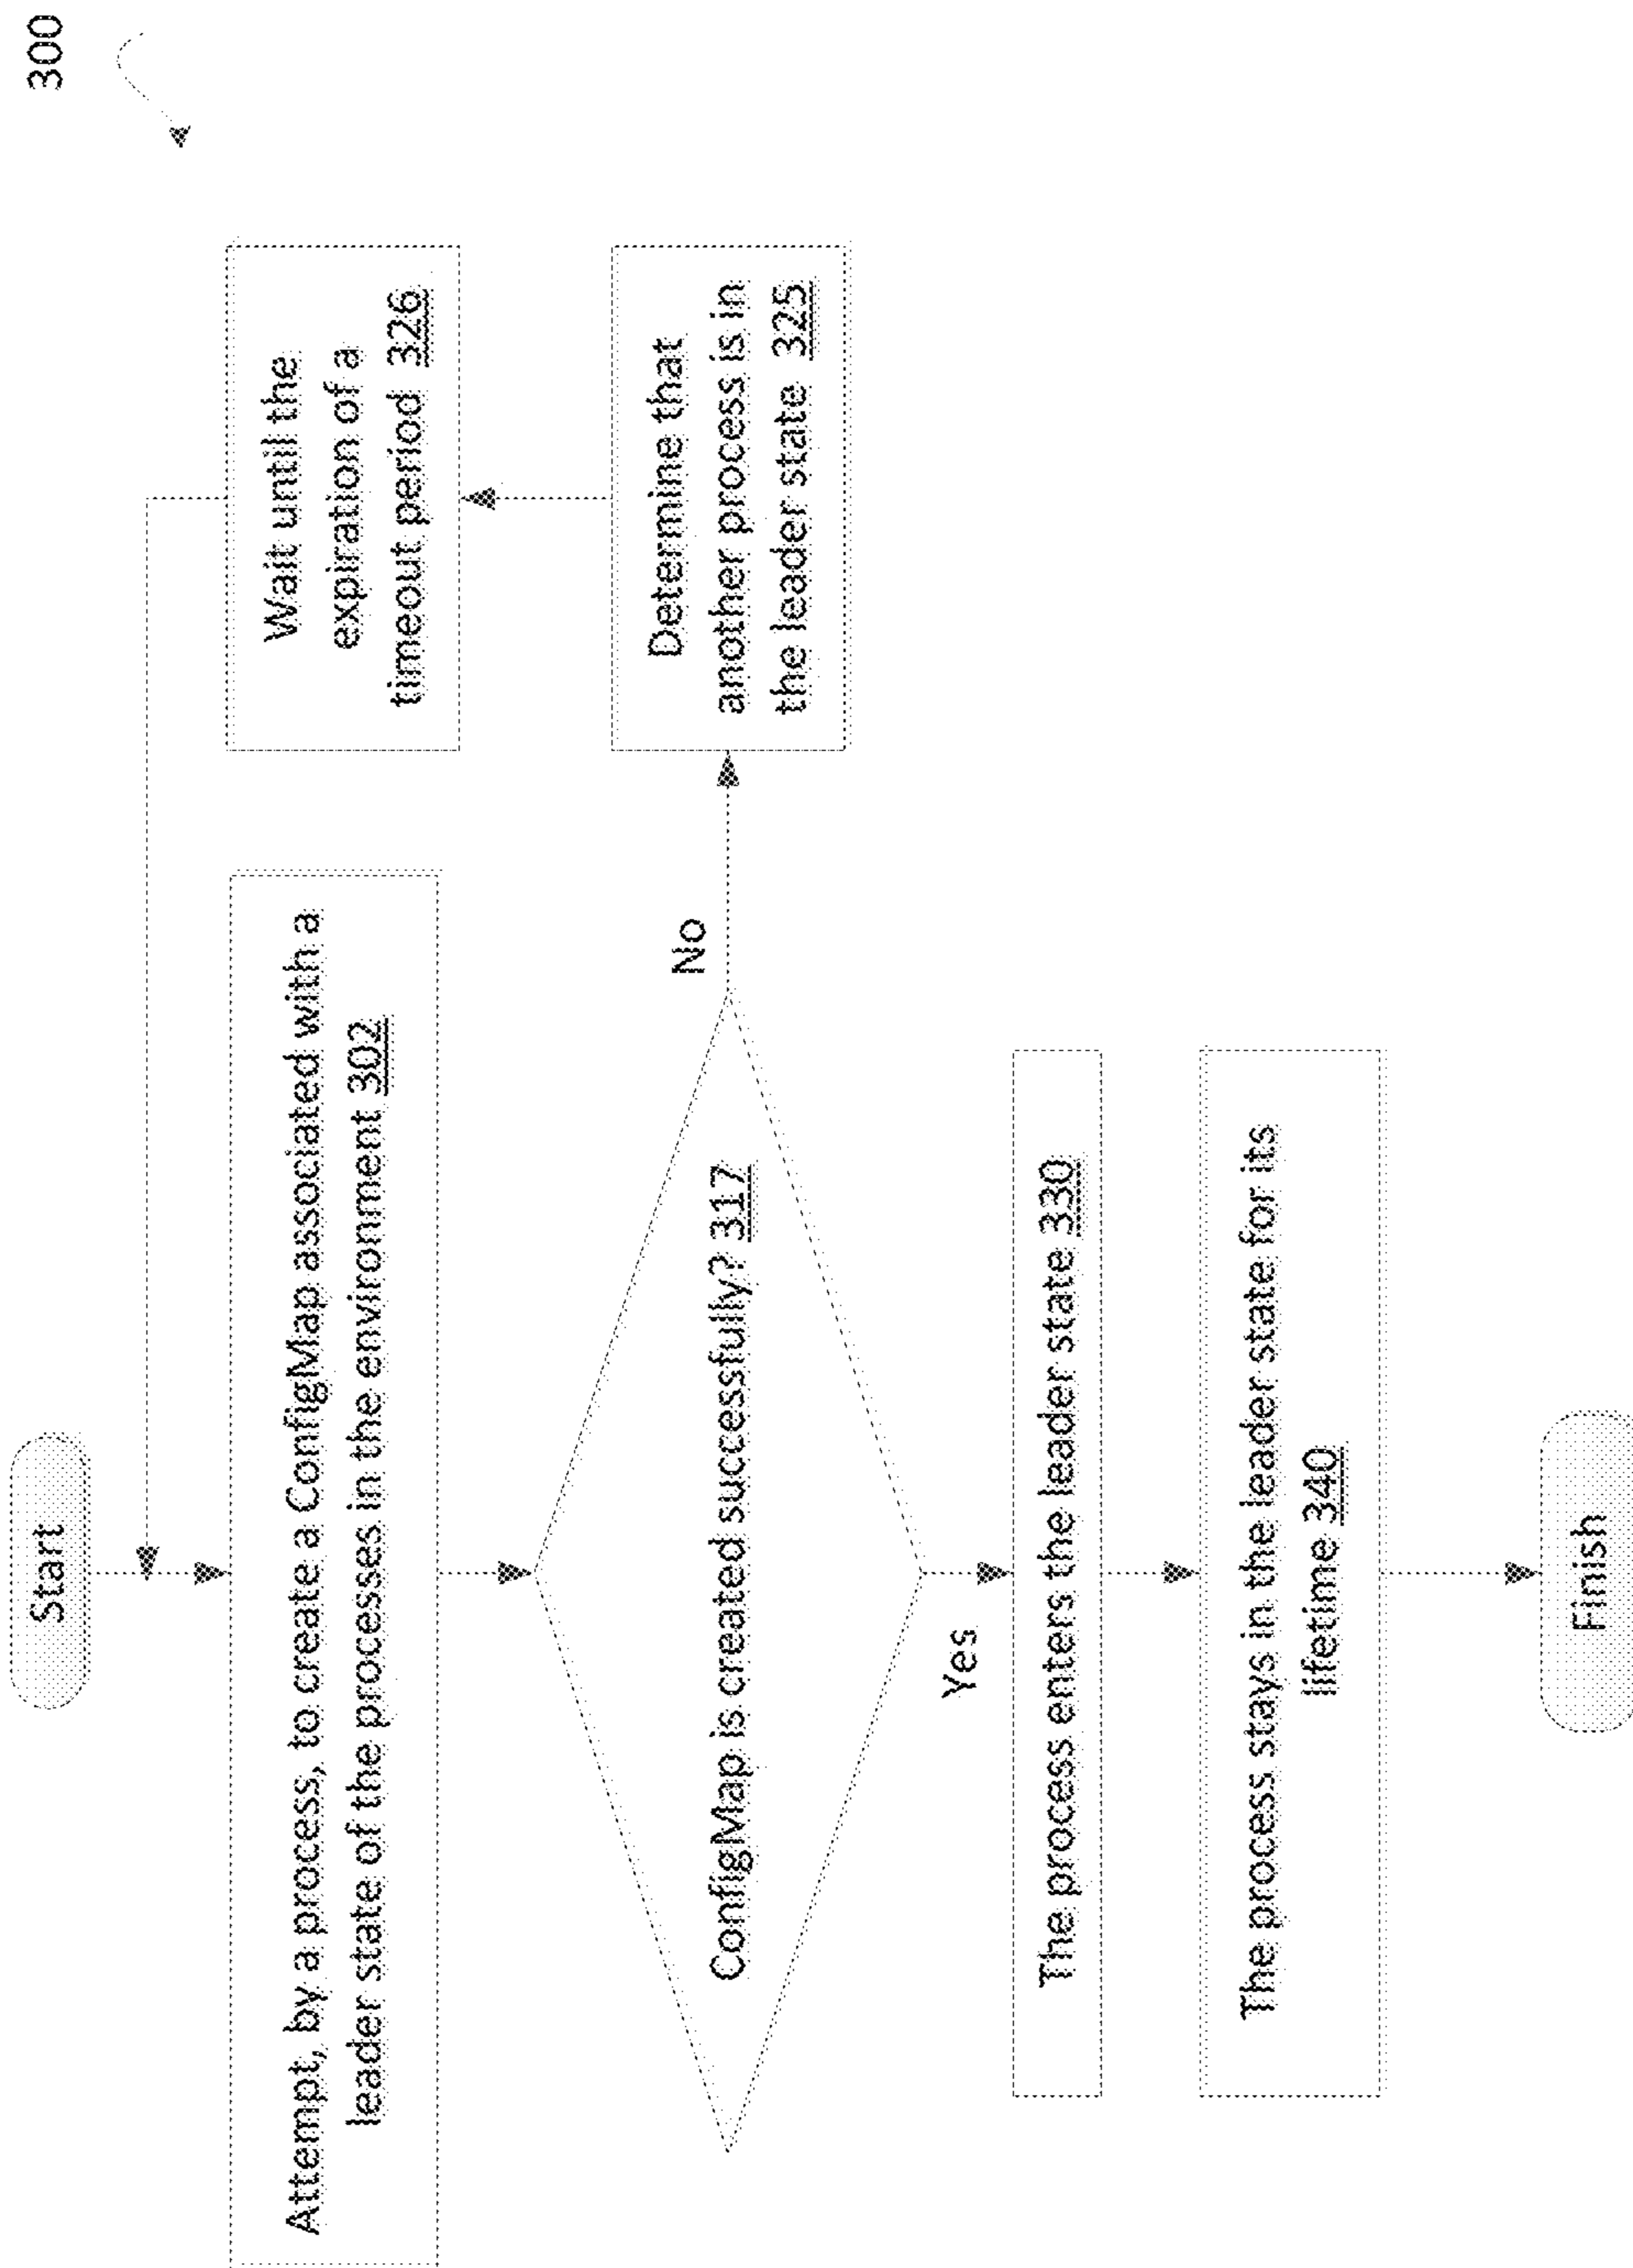 300
Start
Attempt, by a process, to create a ConfigMap associated with a
leader state of the processes in the environment 302
Wait until the
expiration of a
timeout period 326
ConfigMap is created successfully? 317
No
Determine that
another process is in
the leader state 325
Yes
The process enters the leader state 330
The process stays in the leader state for its
lifetime 340
Finish